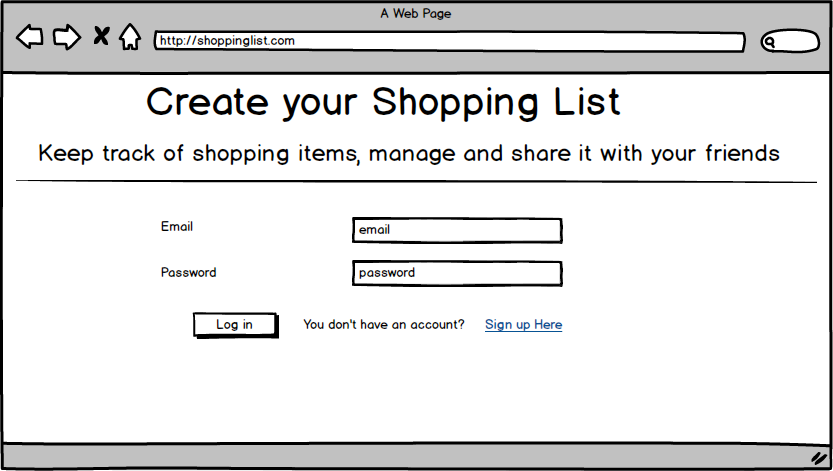 A Web Page
http://shoppinglist.com
Create your Shopping List
Keep track of shopping items, manage and share it with your friends
Email
email
Password
password
Log in
You don't have an account?
Sign up Here